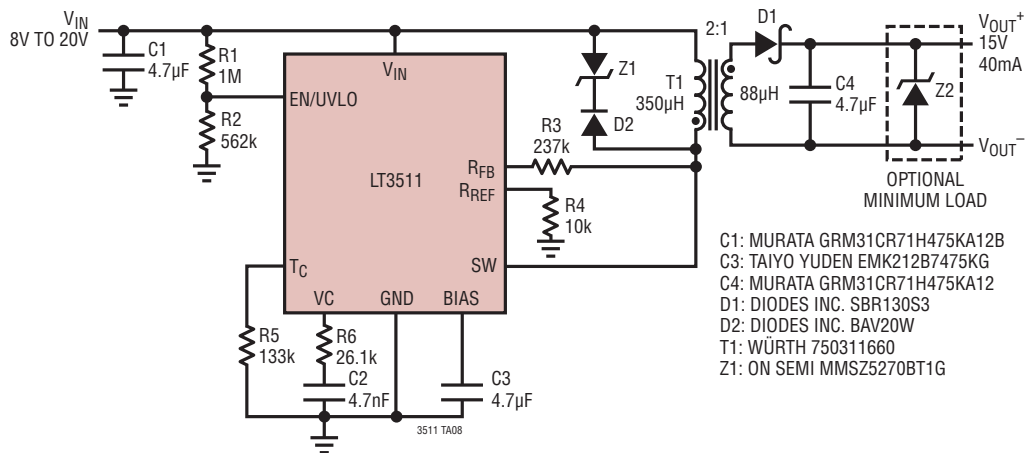 VIN
8V TO 20V
C1
4.7µF
R1
1M
R2
562k
VIN
EN/UVLO
LT3511
RFB
RREF
SW
TC
VC
GND
BIAS
Z1
D2
R3
237k
R4
10k
T1
350µH
2:1
88µH
D1
C4
4.7µF
Z2
VOUT+
15V
40mA
VOUT–
OPTIONAL
MINIMUM LOAD
R5
133k
R6
26.1k
C2
4.7nF
C3
4.7µF
3511 TA08
C1: MURATA GRM31CR71H475KA12B
C3: TAIYO YUDEN EMK212B7475KG
C4: MURATA GRM31CR71H475KA12
D1: DIODES INC. SBR130S3
D2: DIODES INC. BAV20W
T1: WÜRTH 750311660
Z1: ON SEMI MMSZ5270BT1G